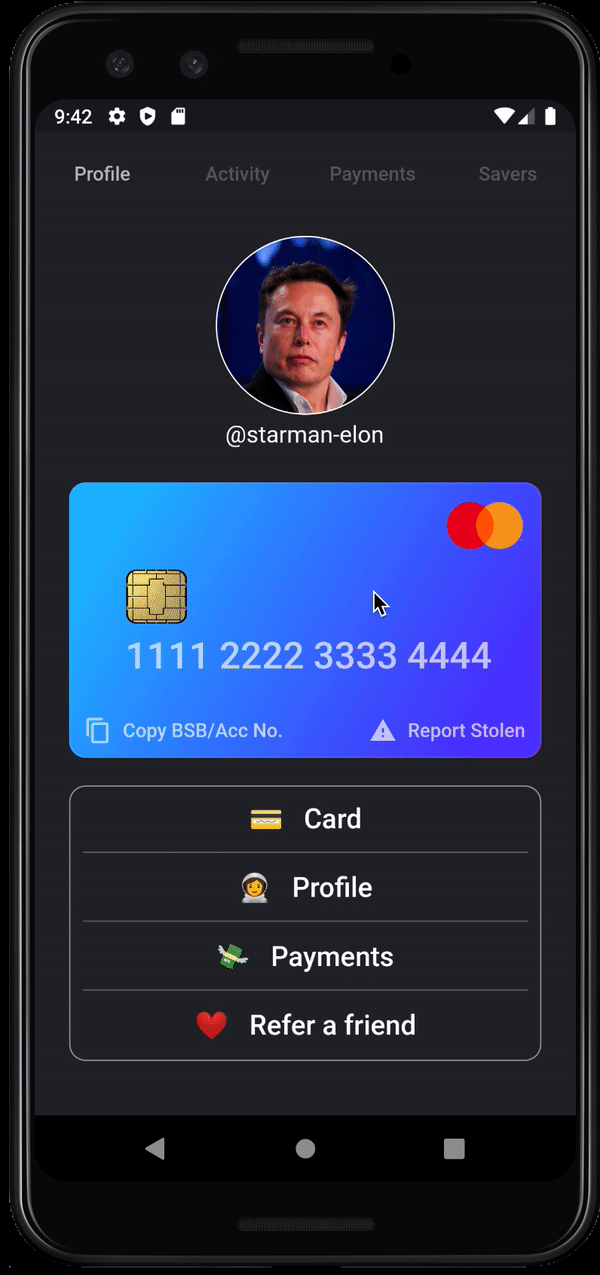 9:42
Profile Activity Payments Savers
@starman-elon
1111 2222 3333 4444
Copy BSB/Acc No. Report Stolen
Card
Profile
Payments
Refer a friend